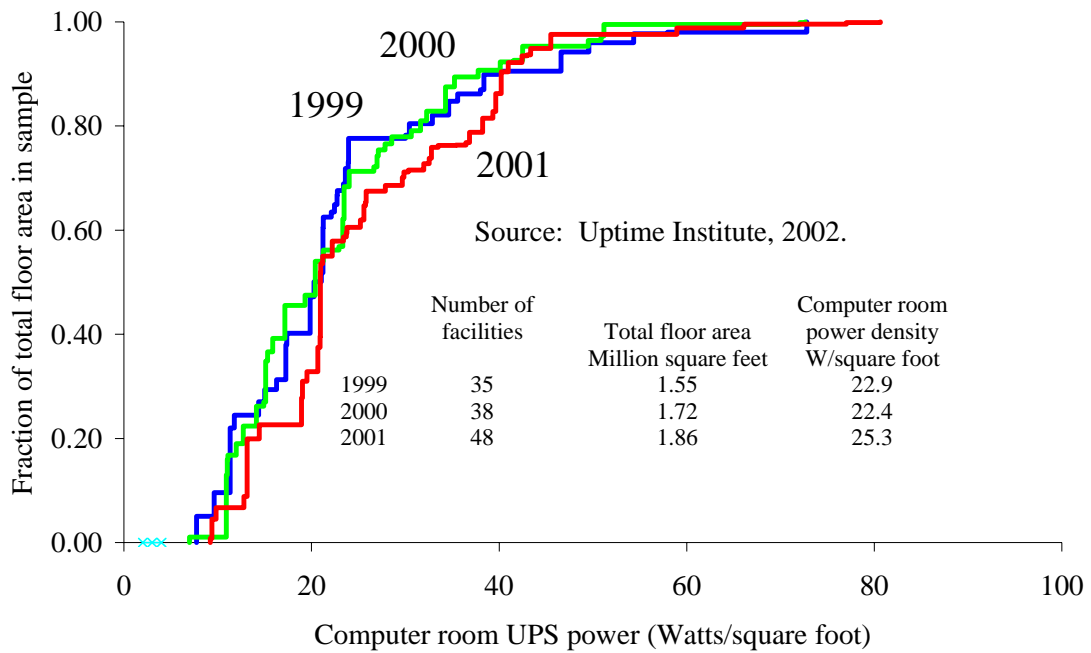 1.00
0.80
0.60
0.40
0.20
0.00
Fraction of total floor area in sample
2000
1999
2001
Source: Uptime Institute, 2002.
Number of facilities
Total floor area
Million square feet
Computer room
power density
W/square foot
1999 35 1.55 22.9
2000 38 1.72 22.4
2001 48 1.86 25.3
0 20 40 60 80 100
Computer room UPS power (Watts/square foot)